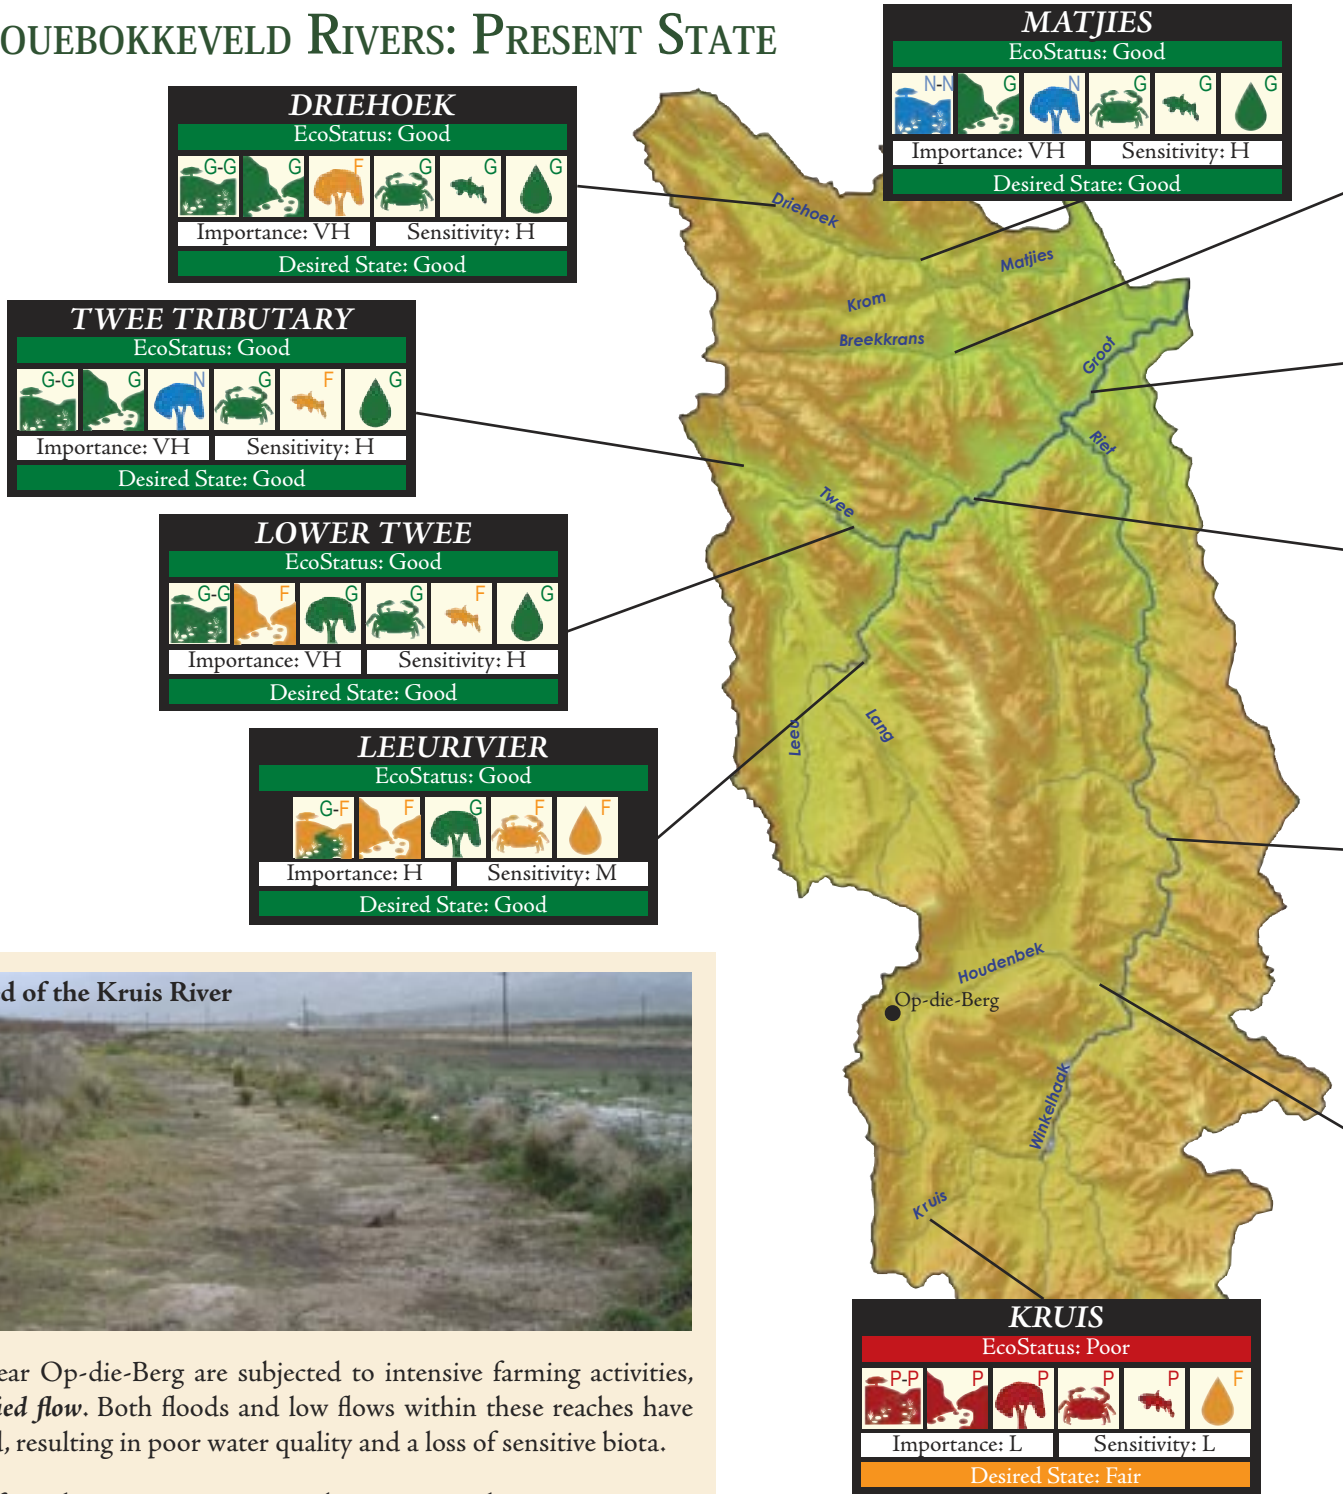 OUEBOKKEVELD RIVERS: PRESENT STATE
MATJIES
EcoStatus: Good
N-N G N G G G
Importance: VH Sensitivity: H
Desired State: Good
DRIEHOEK
EcoStatus: Good
G-G G F G G G
Importance: VH Sensitivity: H
Desired State: Good
TWEE TRIBUTARY
EcoStatus: Good
G-G G N G F G
Importance: VH Sensitivity: H
Desired State: Good
LOWER TWEE
EcoStatus: Good
G-G F G G F G
Importance: VH Sensitivity: H
Desired State: Good
LEEURIVIER
EcoStatus: Good
G-F F G F F
Importance: H Sensitivity: M
Desired State: Good
Driehoek
Matjies
Krom
Breekkrans
Groot
Riet
Twee
Leeu
Lang
Houdenbek
Op-die-Berg
Winkelhaak
Kruis
d of the Kruis River
ear Op-die-Berg are subjected to intensive farming activities,
ied flow. Both floods and low flows within these reaches have
l, resulting in poor water quality and a loss of sensitive biota.
KRUIS
EcoStatus: Poor
P-P P P P P F
Importance: L Sensitivity: L
Desired State: Fair